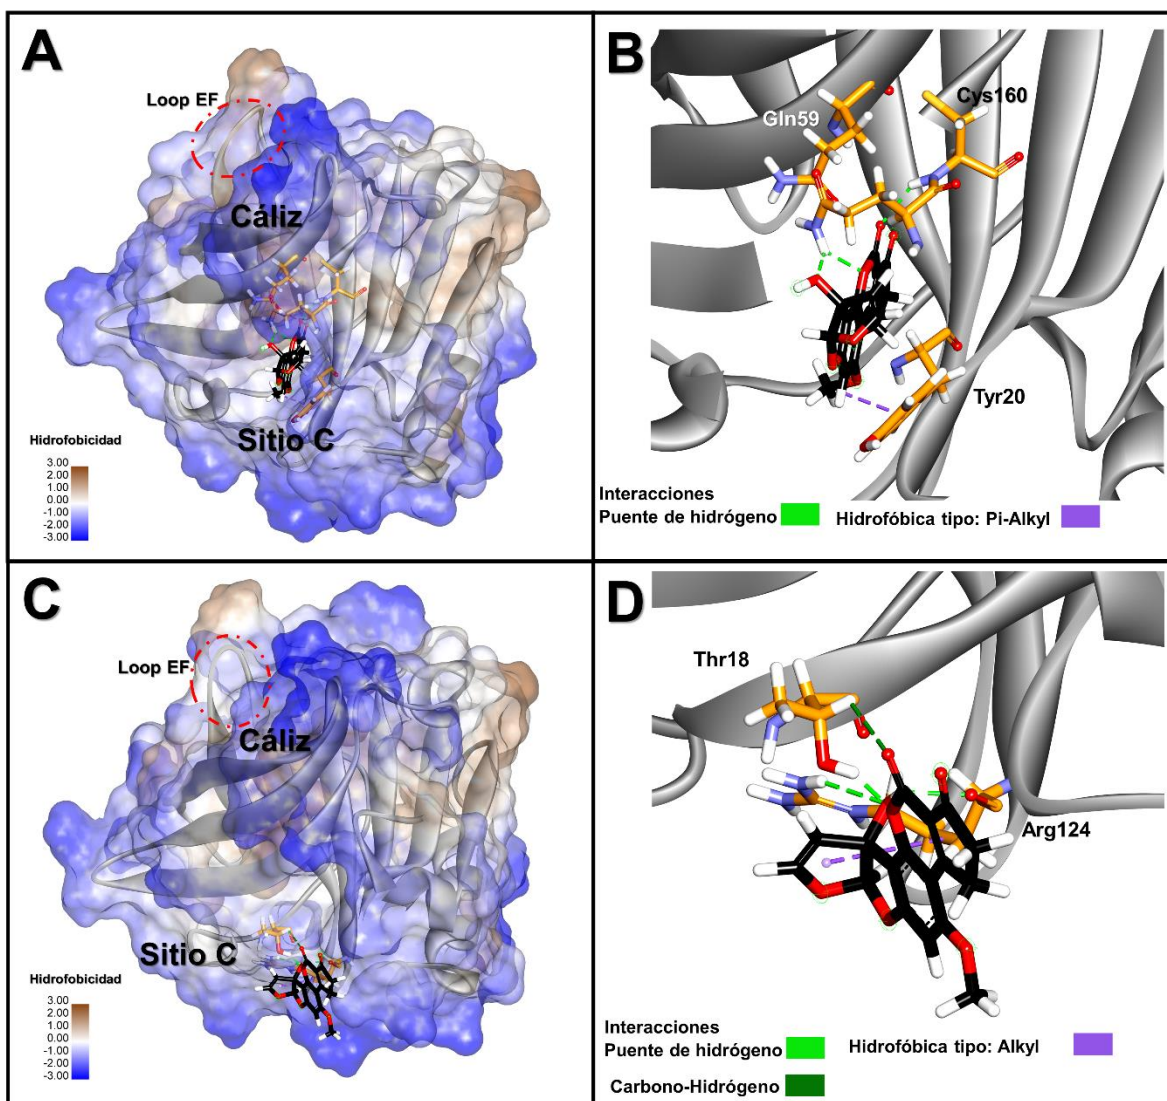 A
Loop EF
Cáliz
Sitio C
Hidrofobicidad
3.00
2.00
1.00
0.00
-1.00
-2.00
-3.00
B
Cys160
Gln59
Tyr20
Interacciones
Puente de hidrógeno
Hidrofóbica tipo: Pi-Alkyl
C
Loop EF
Cáliz
Sitio C
Hidrofobicidad
3.00
2.00
1.00
0.00
-1.00
-2.00
-3.00
D
Thr18
Arg124
Interacciones
Puente de hidrógeno
Hidrofóbica tipo: Alkyl
Carbono-Hidrógeno